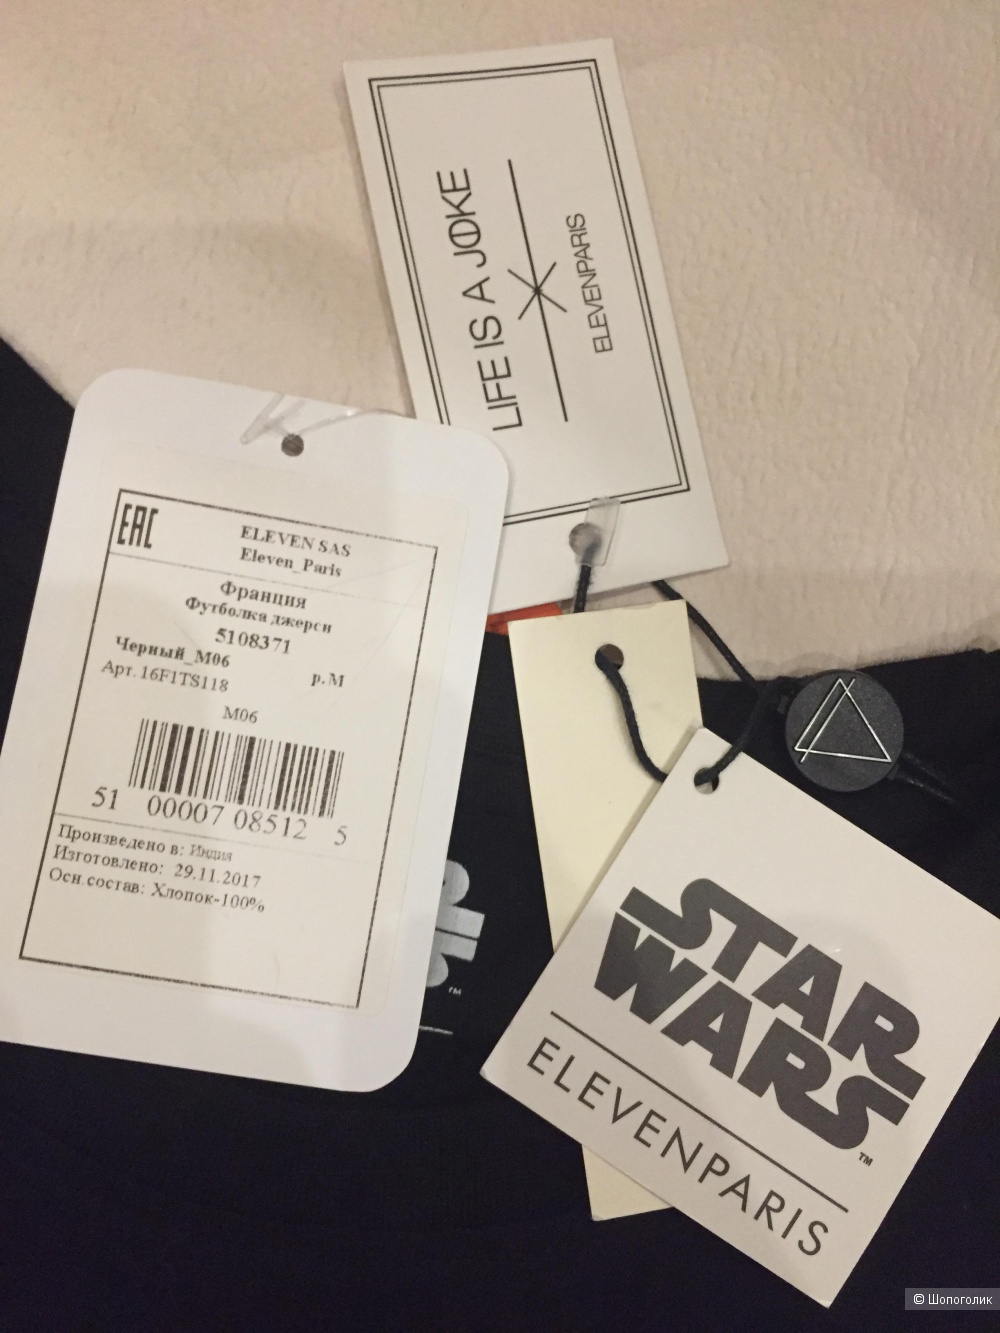 LIFE IS A JOKE
ELEVENPARIS
EAC
ELEVEN SAS
Eleven_Paris
Франция
Футболка джерси
5108371
Черный_M06
р.M
Арт. 16F1TS118
M06
51 00007 08512 5
Произведено в: Индия
Изготовлено: 29.11.2017
Осн.состав: Хлопок-100%
STAR
WARS™
ELEVENPARIS
© Шопоголик